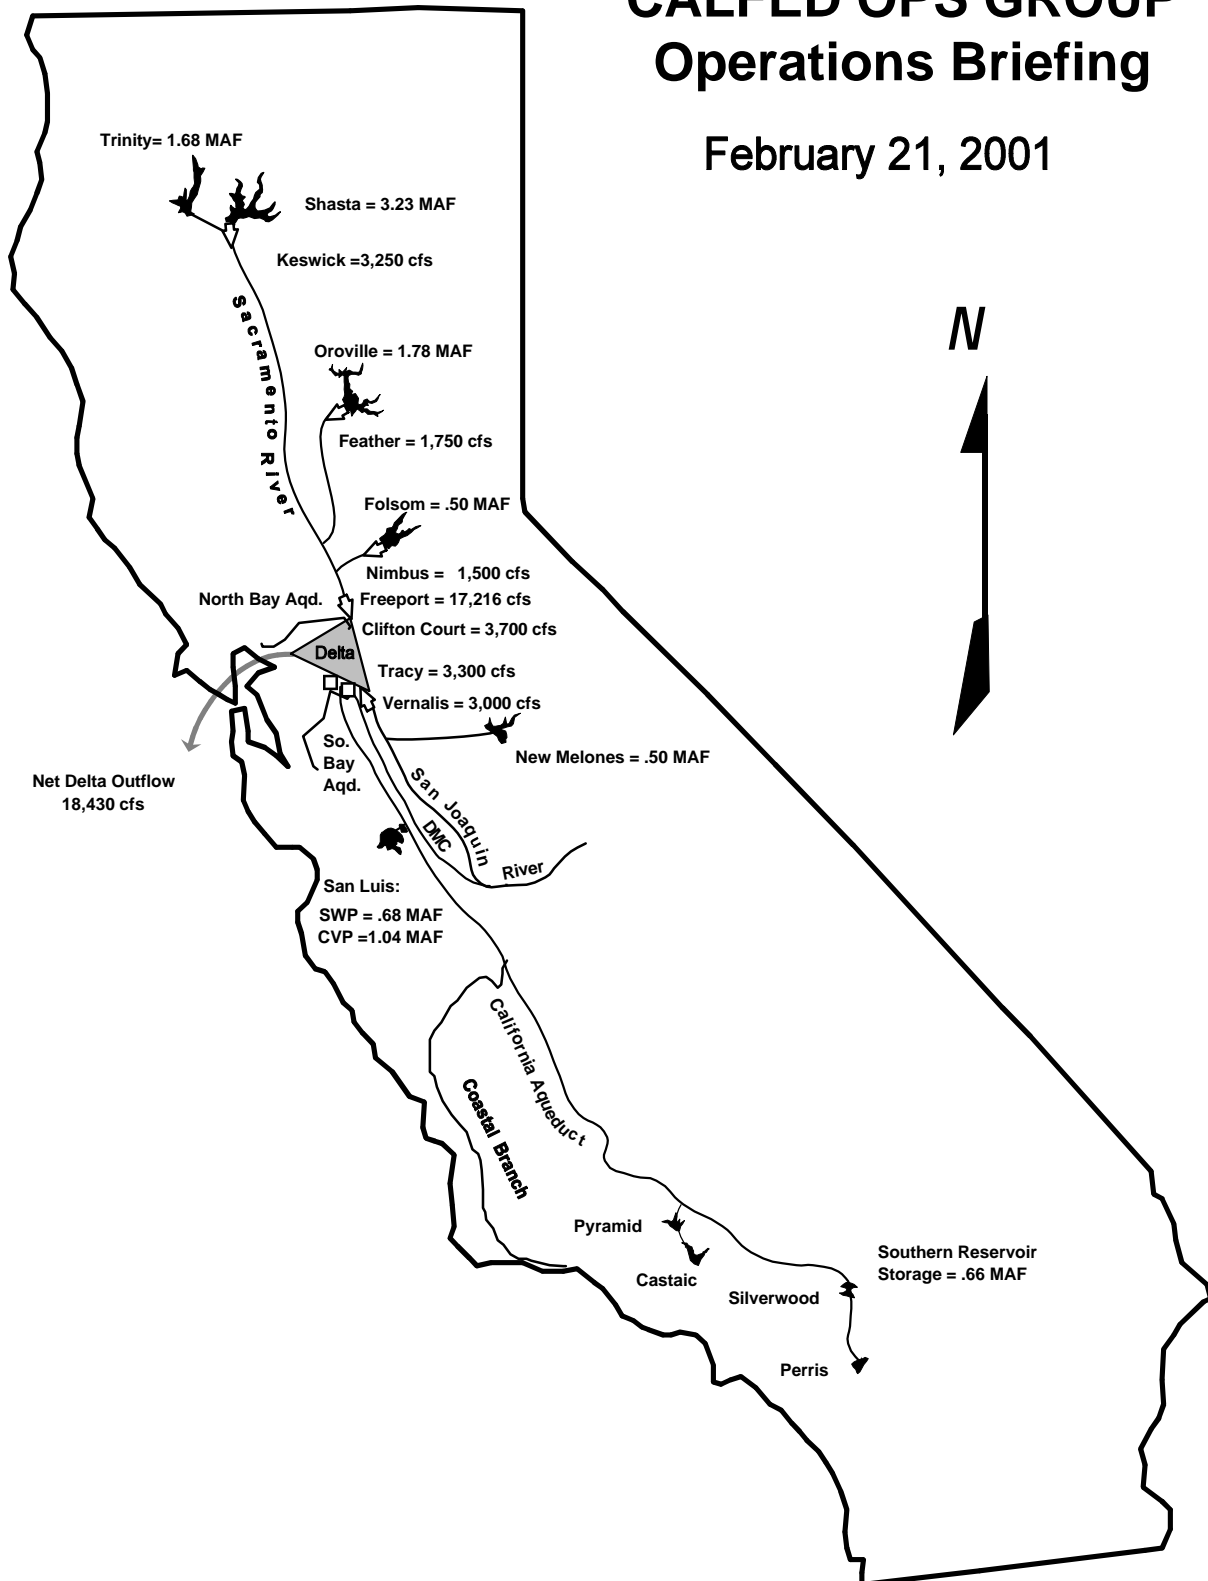 CALFED OPS GROUP
Operations Briefing
February 21, 2001
Trinity= 1.68 MAF
Shasta = 3.23 MAF
Keswick =3,250 cfs
Sacramento River
N
Oroville = 1.78 MAF
Feather = 1,750 cfs
Folsom = .50 MAF
Nimbus = 1,500 cfs
North Bay Aqd.
Freeport = 17,216 cfs
Clifton Court = 3,700 cfs
Delta
Tracy = 3,300 cfs
Vernalis = 3,000 cfs
So.
Bay
Aqd.
New Melones = .50 MAF
Net Delta Outflow
18,430 cfs
San Joaquin
River
DMC
San Luis:
SWP = .68 MAF
CVP =1.04 MAF
California Aqueduct
Coastal Branch
Pyramid
Castaic
Silverwood
Southern Reservoir
Storage = .66 MAF
Perris